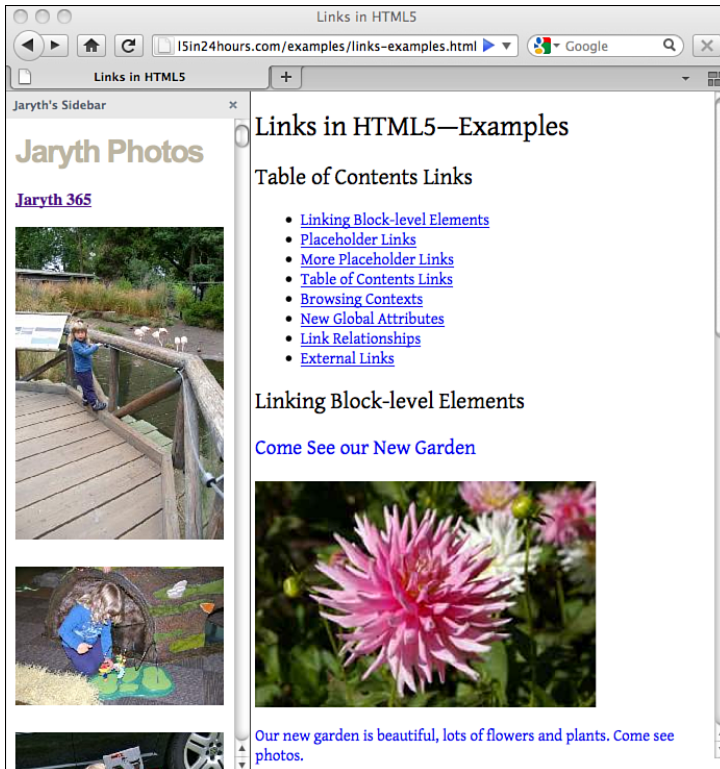 Links in HTML5
l5in24hours.com/examples/links-examples.html
Google
Links in HTML5
Jaryth's Sidebar
Jaryth Photos
Jaryth 365
Links in HTML5—Examples
Table of Contents Links
Linking Block-level Elements
Placeholder Links
More Placeholder Links
Table of Contents Links
Browsing Contexts
New Global Attributes
Link Relationships
External Links
Linking Block-level Elements
Come See our New Garden
Our new garden is beautiful, lots of flowers and plants. Come see
photos.